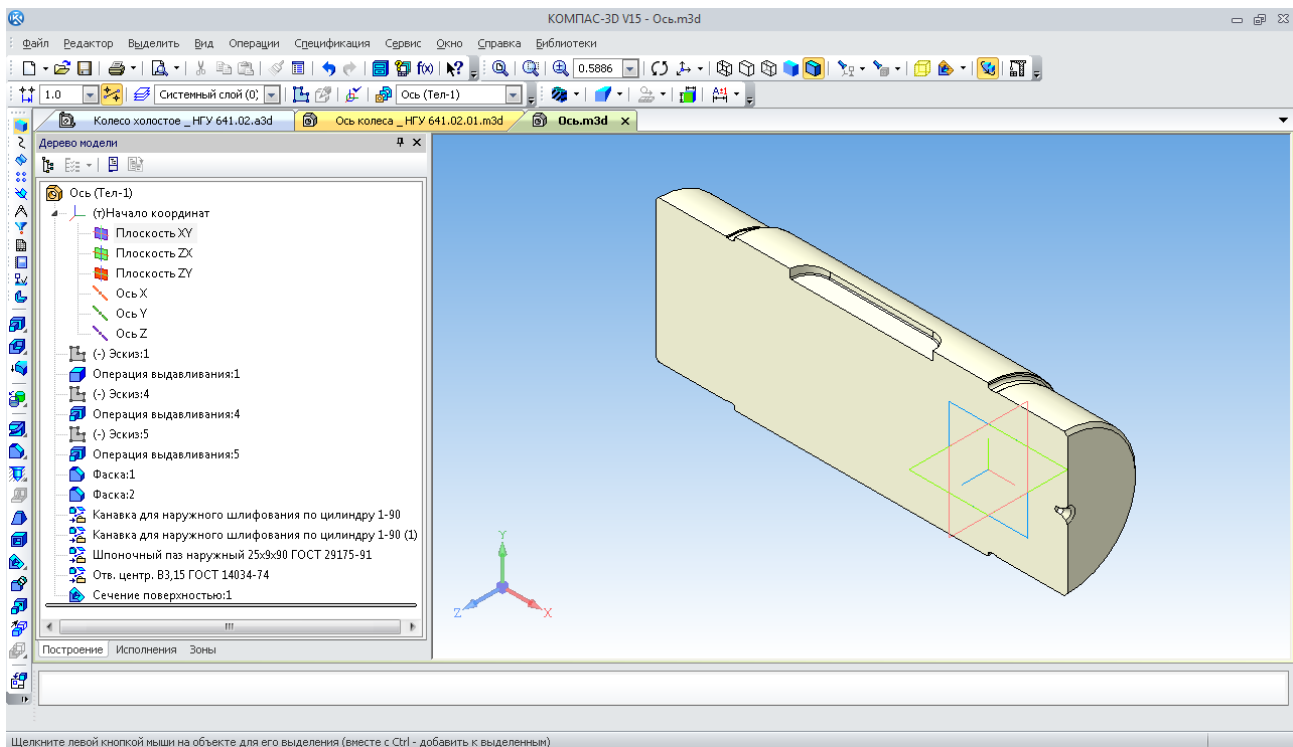 КОМПАС-3D V15 - Ось.m3d
Файл Редактор Выделить Вид Операции Спецификация Сервис Окно Справка Библиотеки
f(x) 0.5886
1.0 Системный слой (0) Ось (Тел-1)
Колесо холостое _НГУ 641.02.a3d Ось колеса _НГУ 641.02.01.m3d Ось.m3d
Дерево модели
Ось (Тел-1)
(т)Начало координат
Плоскость XY
Плоскость ZX
Плоскость ZY
Ось X
Ось Y
Ось Z
(-) Эскиз:1
Операция выдавливания:1
(-) Эскиз:4
Операция выдавливания:4
(-) Эскиз:5
Операция выдавливания:5
Фаска:1
Фаска:2
Канавка для наружного шлифования по цилиндру 1-90
Канавка для наружного шлифования по цилиндру 1-90 (1)
Шпоночный паз наружный 25x9x90 ГОСТ 29175-91
Отв. центр. B3,15 ГОСТ 14034-74
Сечение поверхностью:1
Y
Z
X
Построение Исполнения Зоны
Щелкните левой кнопкой мыши на объекте для его выделения (вместе с Ctrl - добавить к выделенным)